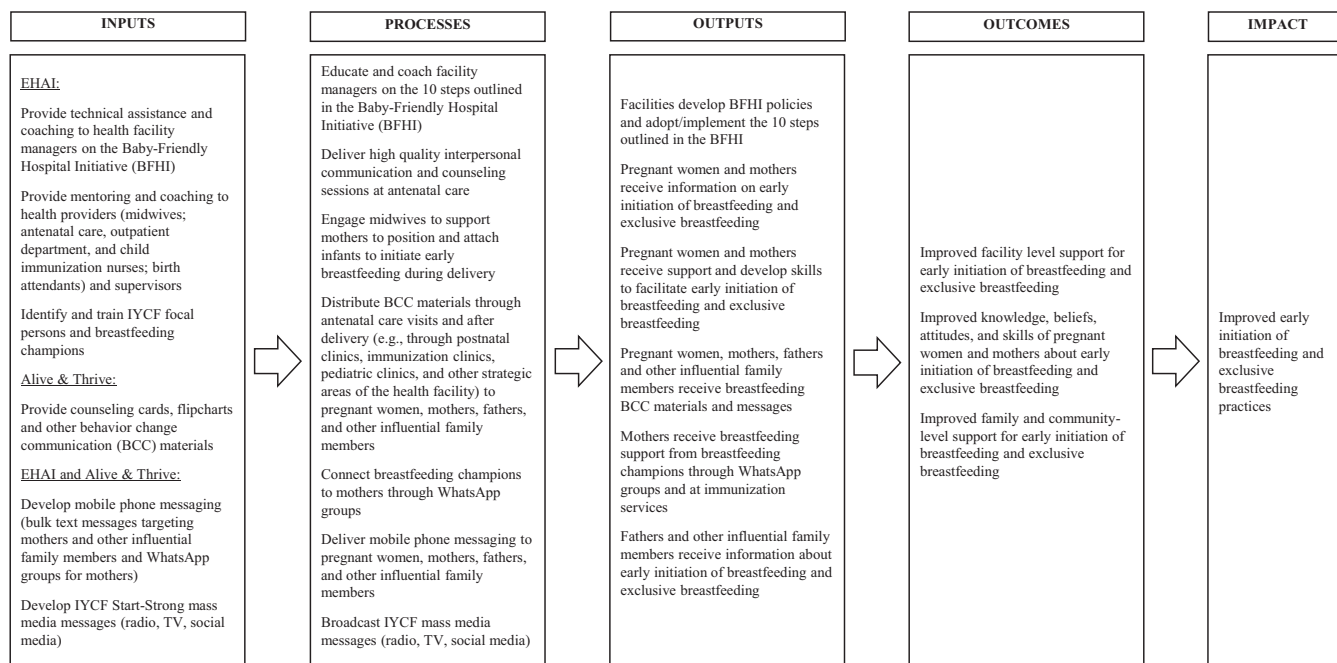 INPUTS
PROCESSES
OUTPUTS
OUTCOMES
IMPACT
EHAI:
Provide technical assistance and
coaching to health facility
managers on the Baby-Friendly
Hospital Initiative (BFHI)
Provide mentoring and coaching to
health providers (midwives;
antenatal care, outpatient
department, and child
immunization nurses; birth
attendants) and supervisors
Identify and train IYCF focal
persons and breastfeeding
champions
Alive & Thrive:
Provide counseling cards, flipcharts
and other behavior change
communication (BCC) materials
EHAI and Alive & Thrive:
Develop mobile phone messaging
(bulk text messages targeting
mothers and other influential
family members and WhatsApp
groups for mothers)
Develop IYCF Start-Strong mass
media messages (radio, TV, social
media)
Educate and coach facility
managers on the 10 steps outlined
in the Baby-Friendly Hospital
Initiative (BFHI)
Deliver high quality interpersonal
communication and counseling
sessions at antenatal care
Engage midwives to support
mothers to position and attach
infants to initiate early
breastfeeding during delivery
Distribute BCC materials through
antenatal care visits and after
delivery (e.g., through postnatal
clinics, immunization clinics,
pediatric clinics, and other strategic
areas of the health facility) to
pregnant women, mothers, fathers,
and other influential family
members
Connect breastfeeding champions
to mothers through WhatsApp
groups
Deliver mobile phone messaging to
pregnant women, mothers, fathers,
and other influential family
members
Broadcast IYCF mass media
messages (radio, TV, social media)
Facilities develop BFHI policies
and adopt/implement the 10 steps
outlined in the BFHI
Pregnant women and mothers
receive information on early
initiation of breastfeeding and
exclusive breastfeeding
Pregnant women and mothers
receive support and develop skills
to facilitate early initiation of
breastfeeding and exclusive
breastfeeding
Pregnant women, mothers, fathers
and other influential family
members receive breastfeeding
BCC materials and messages
Mothers receive breastfeeding
support from breastfeeding
champions through WhatsApp
groups and at immunization
services
Fathers and other influential family
members receive information about
early initiation of breastfeeding and
exclusive breastfeeding
Improved facility level support for
early initiation of breastfeeding and
exclusive breastfeeding
Improved knowledge, beliefs,
attitudes, and skills of pregnant
women and mothers about early
initiation of breastfeeding and
exclusive breastfeeding
Improved family and community-
level support for early initiation of
breastfeeding and exclusive
breastfeeding
Improved early
initiation of
breastfeeding and
exclusive
breastfeeding
practices